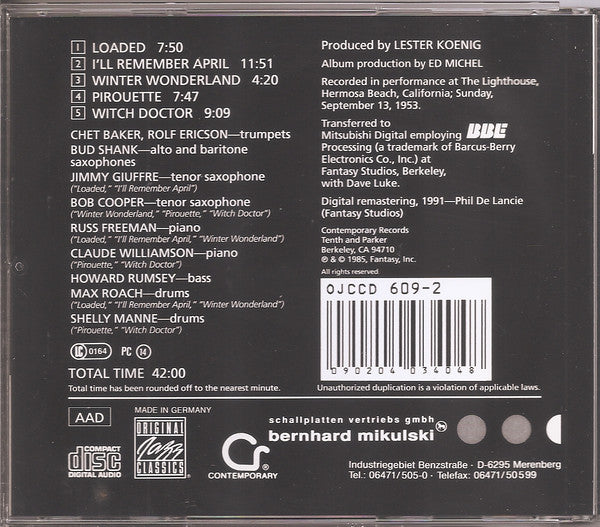 1 LOADED 7:50
2 I'LL REMEMBER APRIL 11:51
3 WINTER WONDERLAND 4:20
4 PIROUETTE 7:47
5 WITCH DOCTOR 9:09
CHET BAKER, ROLF ERICSON—trumpets
BUD SHANK—alto and baritone
saxophones
JIMMY GIUFFRE—tenor saxophone
("Loaded," "I'll Remember April")
BOB COOPER—tenor saxophone
("Winter Wonderland," "Pirouette," "Witch Doctor")
RUSS FREEMAN—piano
("Loaded," "I'll Remember April," "Winter Wonderland")
CLAUDE WILLIAMSON—piano
("Pirouette," "Witch Doctor")
HOWARD RUMSEY—bass
MAX ROACH—drums
("Loaded," "I'll Remember April," "Winter Wonderland")
SHELLY MANNE—drums
("Pirouette," "Witch Doctor")
LC 0164 PC 14
TOTAL TIME 42:00
Total time has been rounded off to the nearest minute.
Produced by LESTER KOENIG
Album production by ED MICHEL
Recorded in performance at The Lighthouse,
Hermosa Beach, California; Sunday,
September 13, 1953.
Transferred to
Mitsubishi Digital employing BBE
Processing (a trademark of Barcus-Berry
Electronics Co., Inc.) at
Fantasy Studios, Berkeley,
with Dave Luke.
Digital remastering, 1991—Phil De Lancie
(Fantasy Studios)
Contemporary Records
Tenth and Parker
Berkeley, CA 94710
℗ & © 1985, Fantasy, Inc.
All rights reserved.
OJCCD 609-2
090204034048
Unauthorized duplication is a violation of applicable laws.
AAD
MADE IN GERMANY
COMPACT
disc
DIGITAL AUDIO
ORIGINAL
Jazz
CLASSICS
CR
CONTEMPORARY
schallplatten vertriebs gmbh
bernhard mikulski
Industriegebiet Benzstraße · D-6295 Merenberg
Tel.: 06471/505-0 · Telefax: 06471/50599